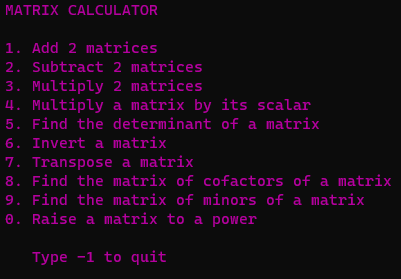 MATRIX CALCULATOR
1. Add 2 matrices
2. Subtract 2 matrices
3. Multiply 2 matrices
4. Multiply a matrix by its scalar
5. Find the determinant of a matrix
6. Invert a matrix
7. Transpose a matrix
8. Find the matrix of cofactors of a matrix
9. Find the matrix of minors of a matrix
0. Raise a matrix to a power
Type -1 to quit